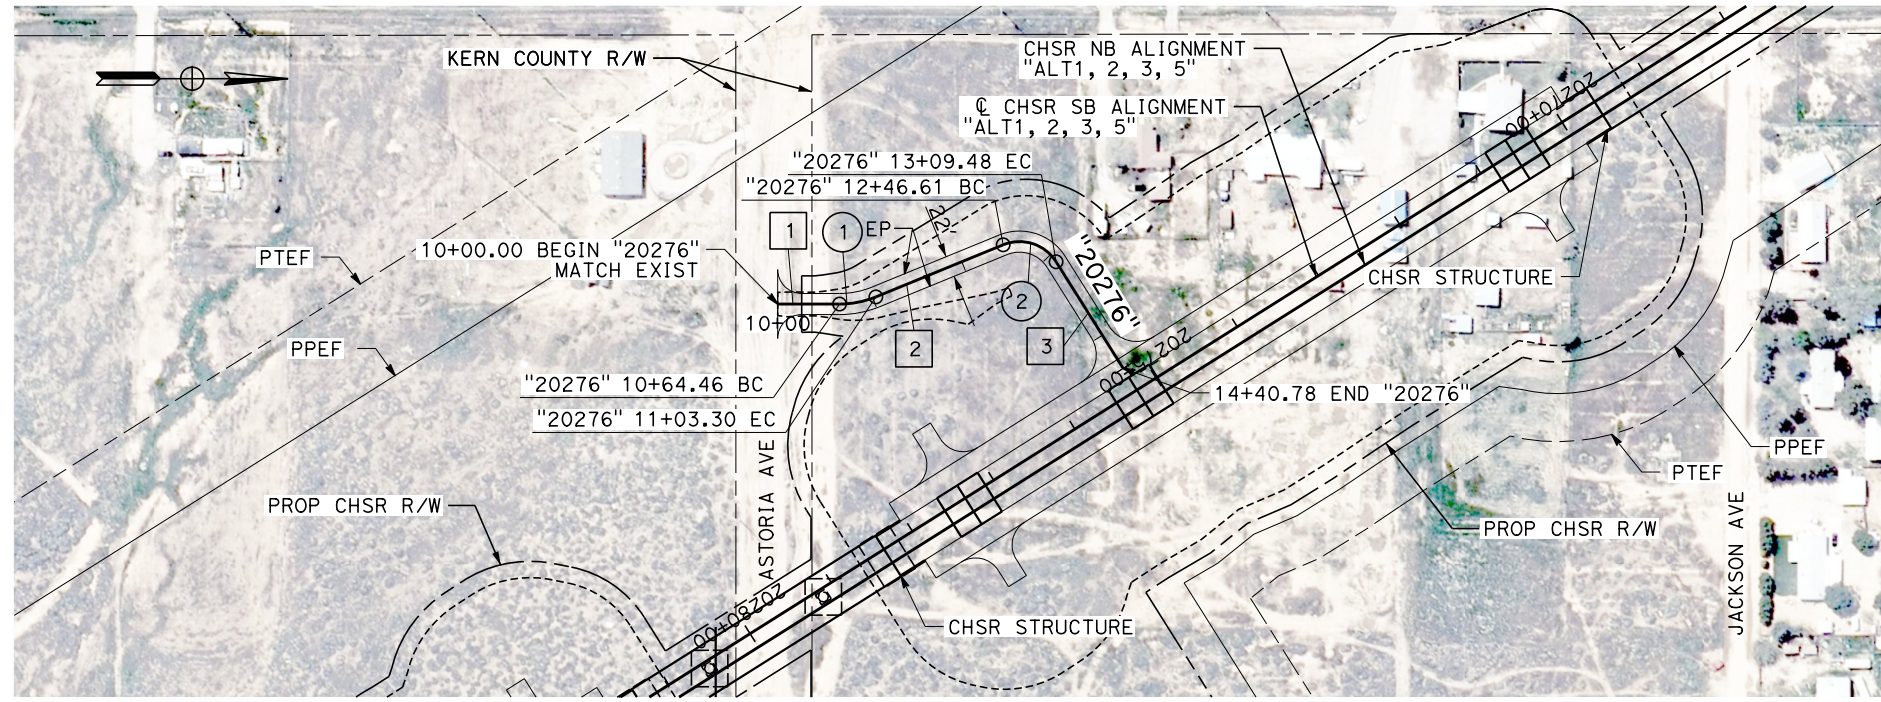 KERN COUNTY R/W
CHSR NB ALIGNMENT
"ALT1, 2, 3, 5"
℄ CHSR SB ALIGNMENT
"ALT1, 2, 3, 5"
20270+00
"20276" 13+09.48 EC
"20276" 12+46.61 BC
1
1
EP
22'
10+00.00 BEGIN "20276"
MATCH EXIST
PTEF
"20276"
CHSR STRUCTURE
2
10+00
PPEF
2
3
20275+00
"20276" 10+64.46 BC
14+40.78 END "20276"
"20276" 11+03.30 EC
PPEF
PTEF
PROP CHSR R/W
ASTORIA AVE
PROP CHSR R/W
JACKSON AVE
20280+00
CHSR STRUCTURE